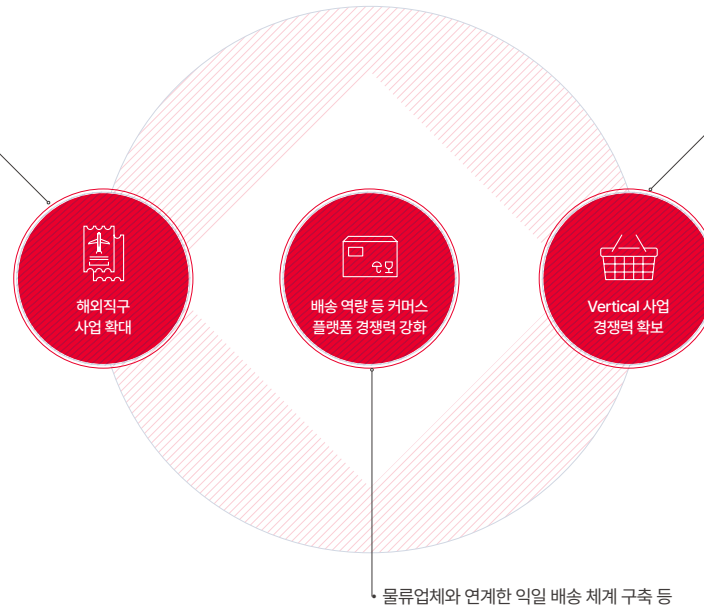 해외직구
사업 확대
배송 역량 등 커머스
플랫폼 경쟁력 강화
Vertical 사업
경쟁력 확보
• 물류업체와 연계한 익일 배송 체계 구축 등